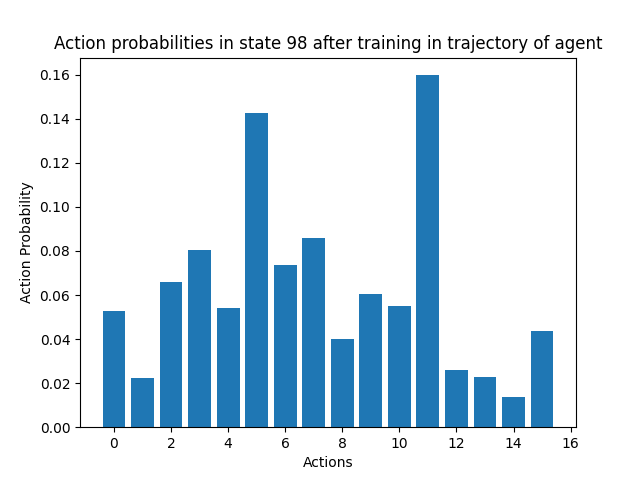 Action probabilities in state 98 after training in trajectory of agent
0.16
0.14
0.12
0.10
0.08
0.06
0.04
0.02
0.00
Action Probability
0 2 4 6 8 10 12 14 16
Actions